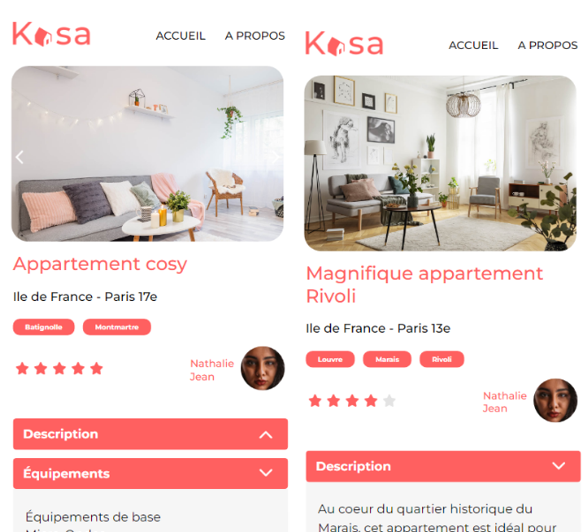 Kasa
ACCUEIL A PROPOS
Appartement cosy
Ile de France - Paris 17e
Batignolle Montmartre
Nathalie
Jean
Description
Équipements
Équipements de base
Kasa
ACCUEIL A PROPOS
Magnifique appartement
Rivoli
Ile de France - Paris 13e
Louvre Marais Rivoli
Nathalie
Jean
Description
Au coeur du quartier historique du
Marais, cet appartement est idéal pour